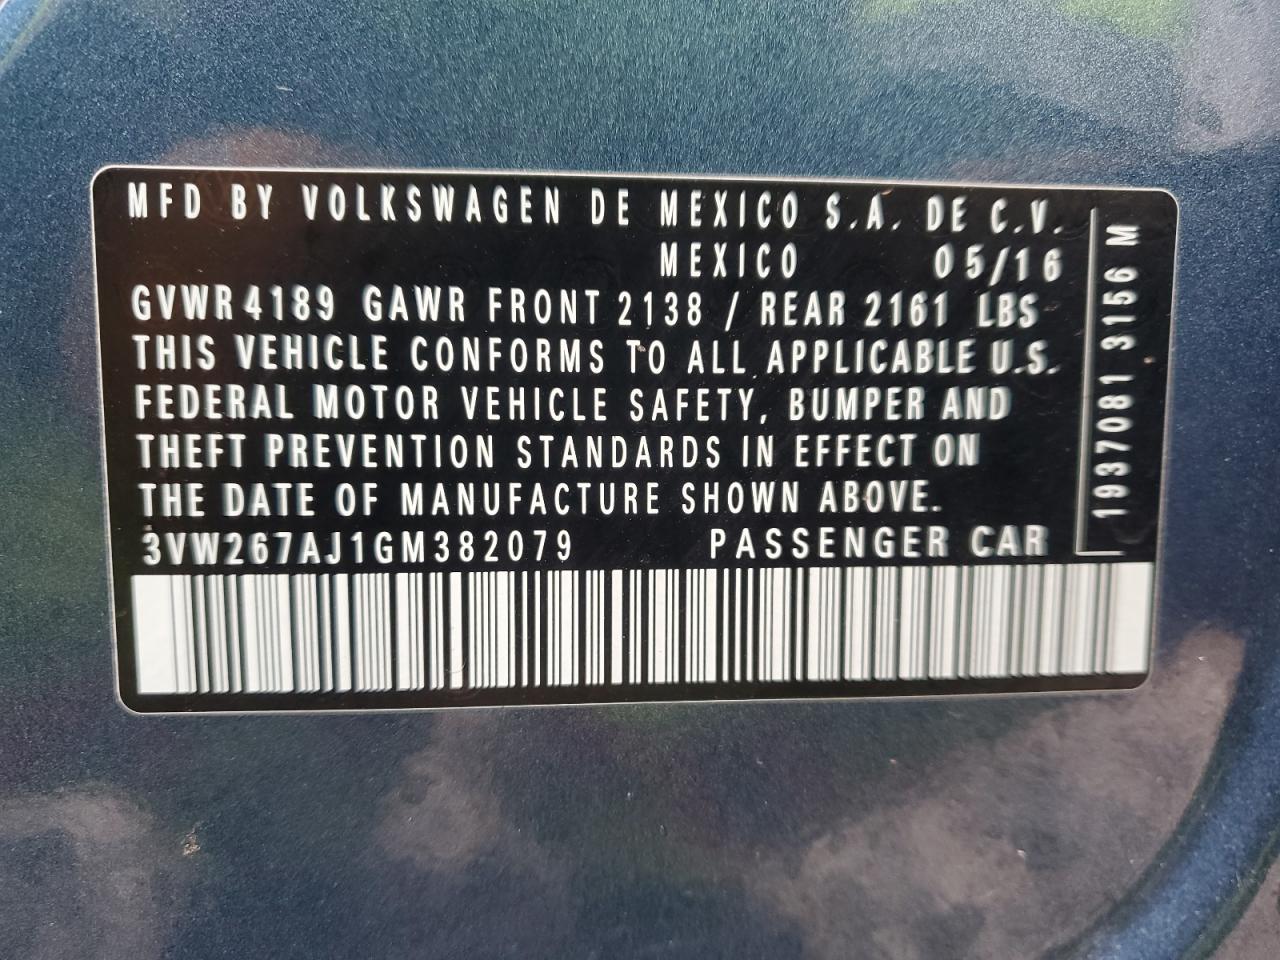 MFD BY VOLKSWAGEN DE MEXICO S.A. DE C.V.
MEXICO 05/16
GVWR 4189 GAWR FRONT 2138 / REAR 2161 LBS
THIS VEHICLE CONFORMS TO ALL APPLICABLE U.S.
FEDERAL MOTOR VEHICLE SAFETY, BUMPER AND
THEFT PREVENTION STANDARDS IN EFFECT ON
THE DATE OF MANUFACTURE SHOWN ABOVE.
3VW267AJ1GM382079 PASSENGER CAR
1937081 3156 M